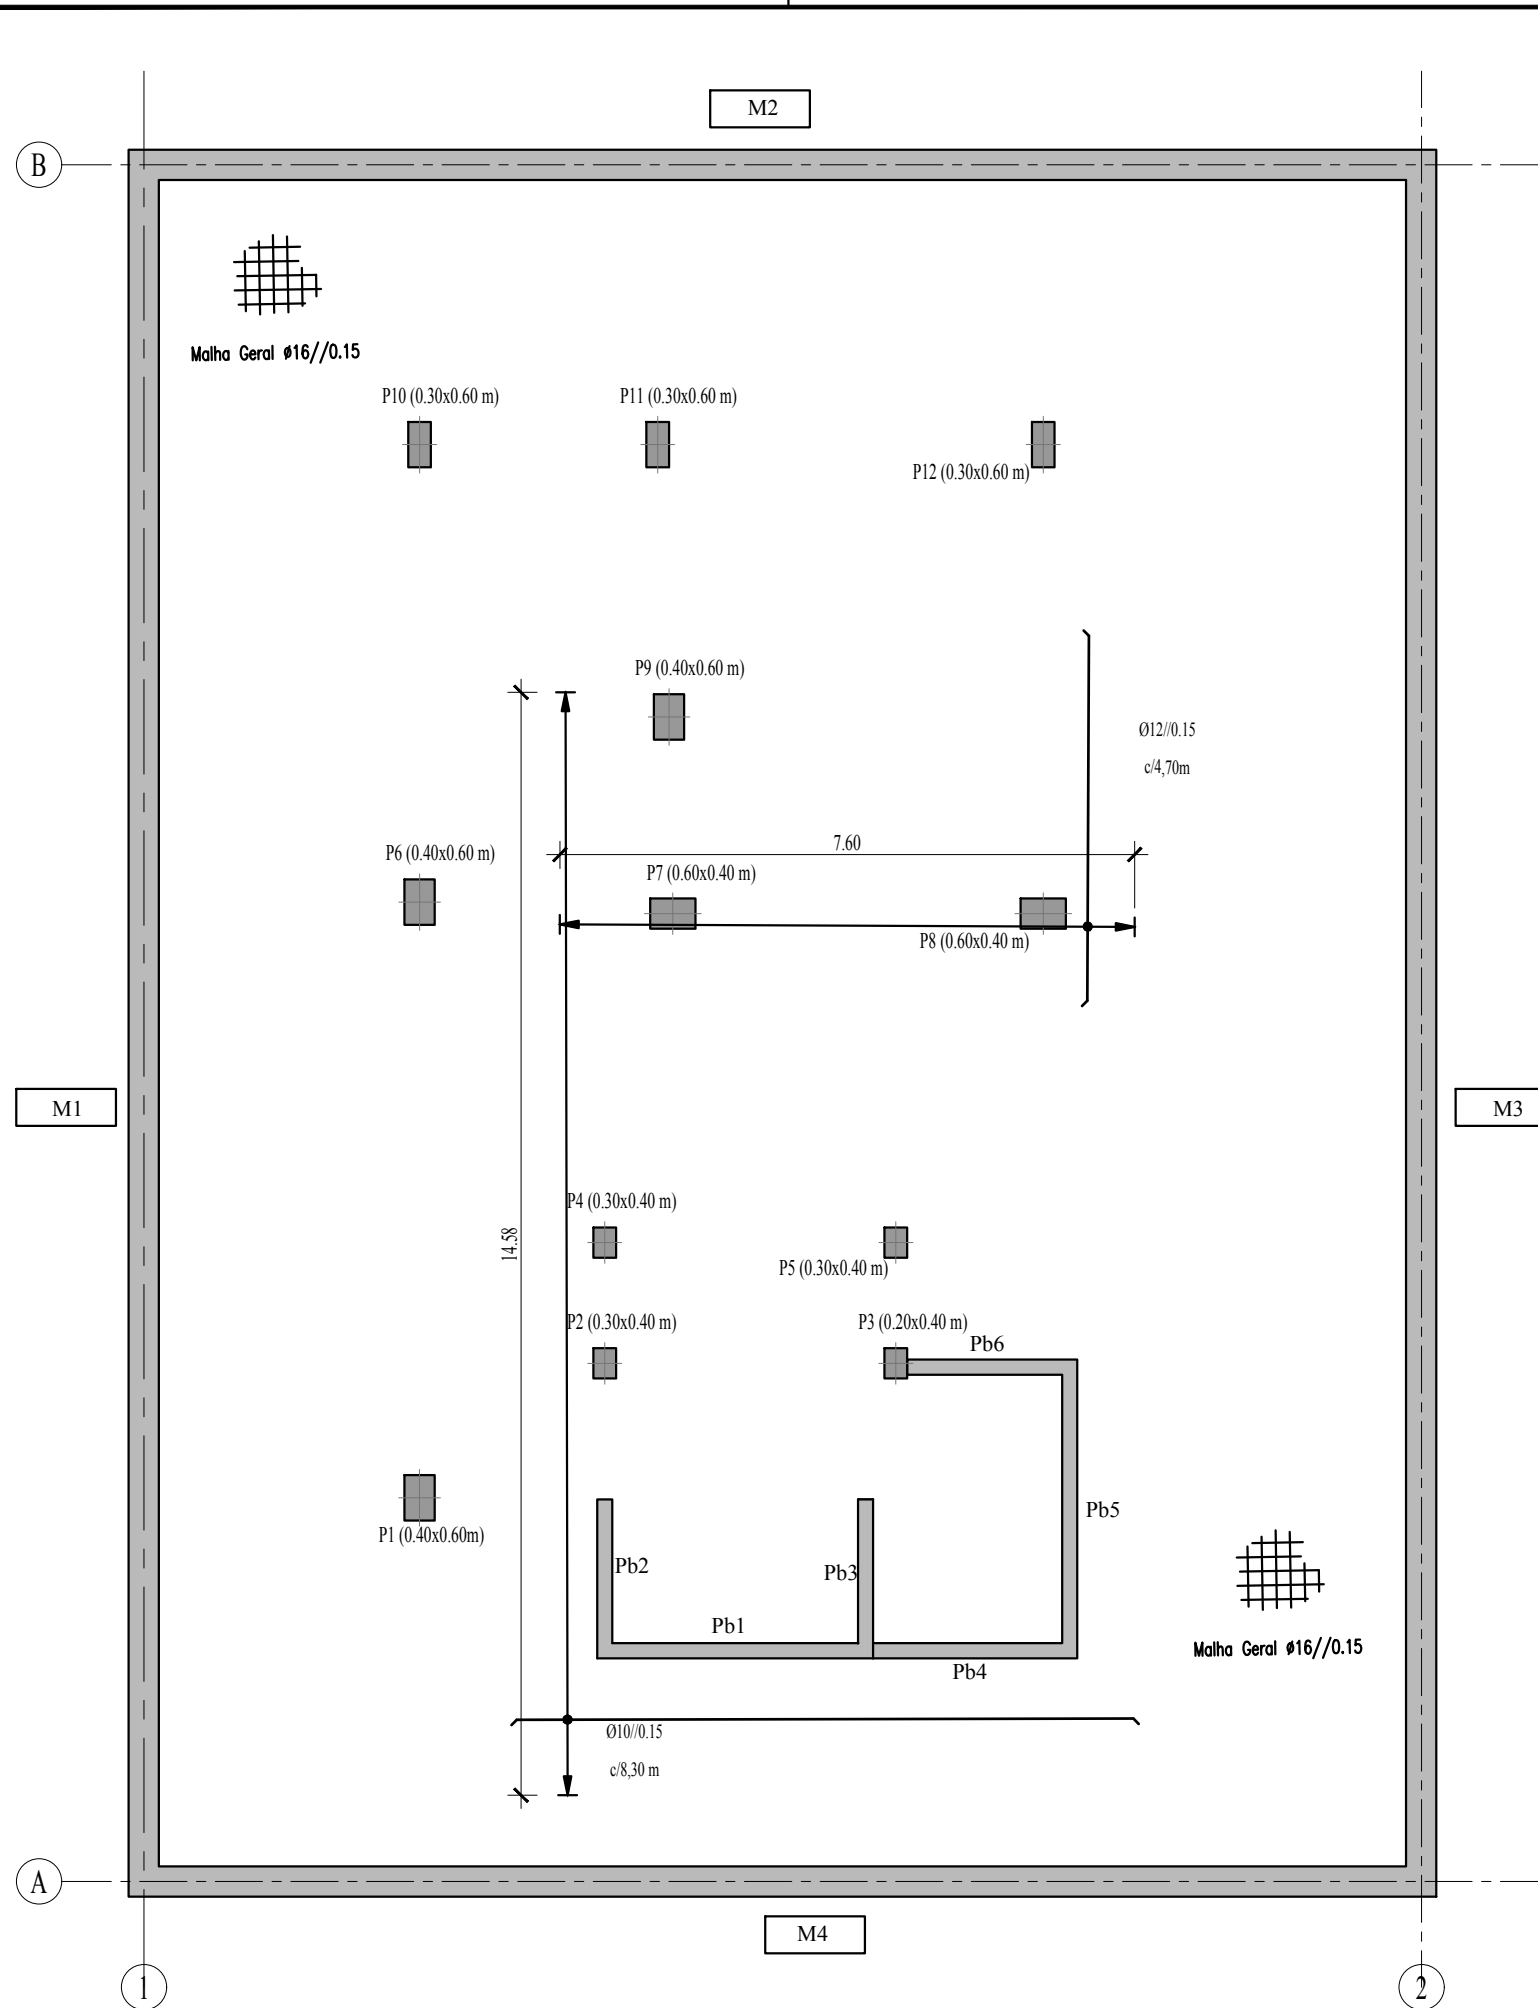 M2
B
Malha Geral ø16//0.15
P10 (0.30x0.60 m)
P11 (0.30x0.60 m)
P12 (0.30x0.60 m)
P9 (0.40x0.60 m)
Ø12//0.15
c/4,70m
7.60
P6 (0.40x0.60 m)
P7 (0.60x0.40 m)
P8 (0.60x0.40 m)
M1
M3
P4 (0.30x0.40 m)
14.58
P5 (0.30x0.40 m)
P2 (0.30x0.40 m)
P3 (0.20x0.40 m)
Pb6
Pb5
P1 (0.40x0.60m)
Pb2
Pb3
Pb1
Malha Geral ø16//0.15
Pb4
Ø10//0.15
c/8,30 m
A
M4
1
2